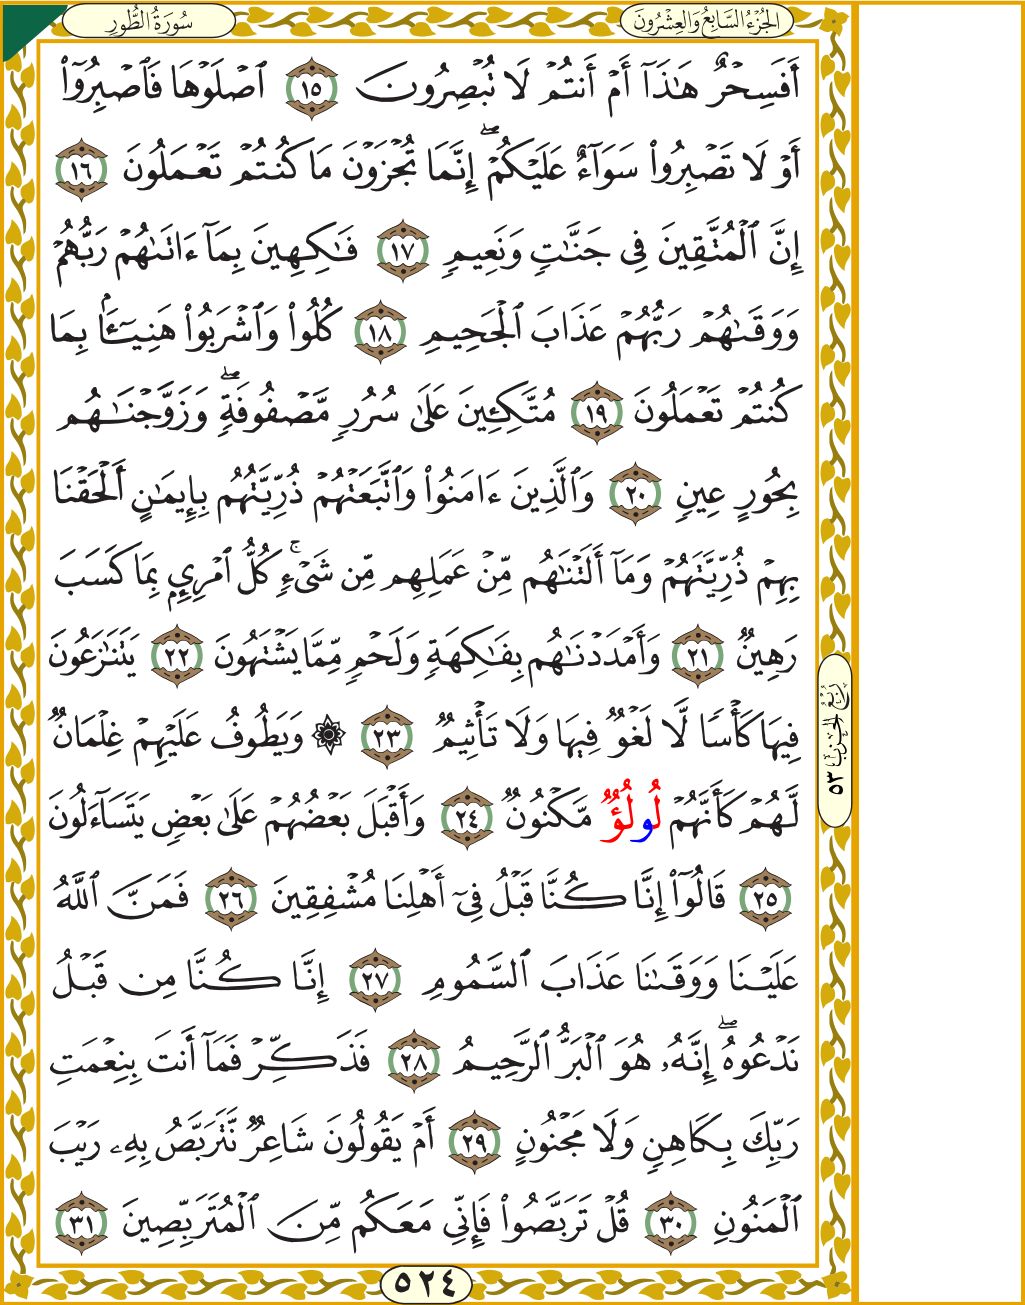 سُورَةُ الطُّورِ
الجُزْءُ السَّابِعُ وَالعِشْرُونَ
أَفَسِحْرٌ هَٰذَآ أَمْ أَنتُمْ لَا تُبْصِرُونَ ١٥ ٱصْلَوْهَا فَٱصْبِرُوٓا۟
أَوْ لَا تَصْبِرُوا۟ سَوَآءٌ عَلَيْكُمْ ۖ إِنَّمَا تُجْزَوْنَ مَا كُنتُمْ تَعْمَلُونَ ١٦
إِنَّ ٱلْمُتَّقِينَ فِى جَنَّٰتٍ وَنَعِيمٍ ١٧ فَٰكِهِينَ بِمَآ ءَاتَىٰهُمْ رَبُّهُمْ
وَوَقَىٰهُمْ رَبُّهُمْ عَذَابَ ٱلْجَحِيمِ ١٨ كُلُوا۟ وَٱشْرَبُوا۟ هَنِيٓـًٔۢا بِمَا
كُنتُمْ تَعْمَلُونَ ١٩ مُتَّكِـِٔينَ عَلَىٰ سُرُرٍ مَّصْفُوفَةٍ ۖ وَزَوَّجْنَٰهُم
بِحُورٍ عِينٍ ٢٠ وَٱلَّذِينَ ءَامَنُوا۟ وَٱتَّبَعَتْهُمْ ذُرِّيَّتُهُم بِإِيمَٰنٍ أَلْحَقْنَا
بِهِمْ ذُرِّيَّتَهُمْ وَمَآ أَلَتْنَٰهُم مِّنْ عَمَلِهِم مِّن شَىْءٍ ۚ كُلُّ ٱمْرِئٍۭ بِمَا كَسَبَ
رَهِينٌ ٢١ وَأَمْدَدْنَٰهُم بِفَٰكِهَةٍ وَلَحْمٍ مِّمَّا يَشْتَهُونَ ٢٢ يَتَنَٰزَعُونَ
فِيهَا كَأْسًا لَّا لَغْوٌ فِيهَا وَلَا تَأْثِيمٌ ٢٣ ۞ وَيَطُوفُ عَلَيْهِمْ غِلْمَانٌ
لَّهُمْ كَأَنَّهُمْ لُولُؤٌ مَّكْنُونٌ ٢٤ وَأَقْبَلَ بَعْضُهُمْ عَلَىٰ بَعْضٍ يَتَسَآءَلُونَ
٢٥ قَالُوٓا۟ إِنَّا كُنَّا قَبْلُ فِىٓ أَهْلِنَا مُشْفِقِينَ ٢٦ فَمَنَّ ٱللَّهُ
عَلَيْنَا وَوَقَىٰنَا عَذَابَ ٱلسَّمُومِ ٢٧ إِنَّا كُنَّا مِن قَبْلُ
نَدْعُوهُ ۖ إِنَّهُۥ هُوَ ٱلْبَرُّ ٱلرَّحِيمُ ٢٨ فَذَكِّرْ فَمَآ أَنتَ بِنِعْمَتِ
رَبِّكَ بِكَاهِنٍ وَلَا مَجْنُونٍ ٢٩ أَمْ يَقُولُونَ شَاعِرٌ نَّتَرَبَّصُ بِهِۦ رَيْبَ
ٱلْمَنُونِ ٣٠ قُلْ تَرَبَّصُوا۟ فَإِنِّى مَعَكُم مِّنَ ٱلْمُتَرَبِّصِينَ ٣١
رُبْعُ الحِزْب ٥٣
٥٢٤